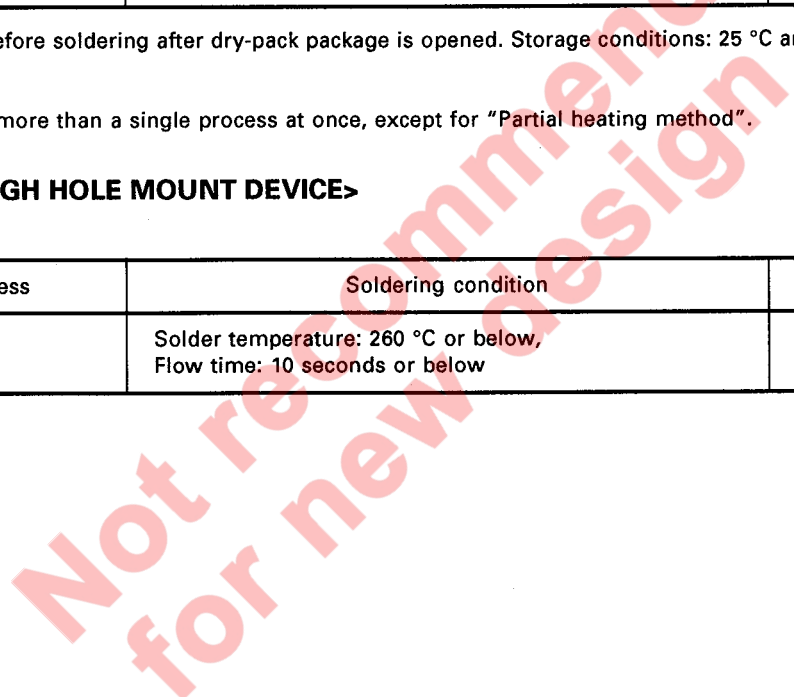 efore soldering after dry-pack package is opened. Storage conditions: 25 °C a
more than a single process at once, except for "Partial heating method".
GH HOLE MOUNT DEVICE>
ess
Soldering condition
Solder temperature: 260 °C or below,
Flow time: 10 seconds or below
Not recommend
for new design